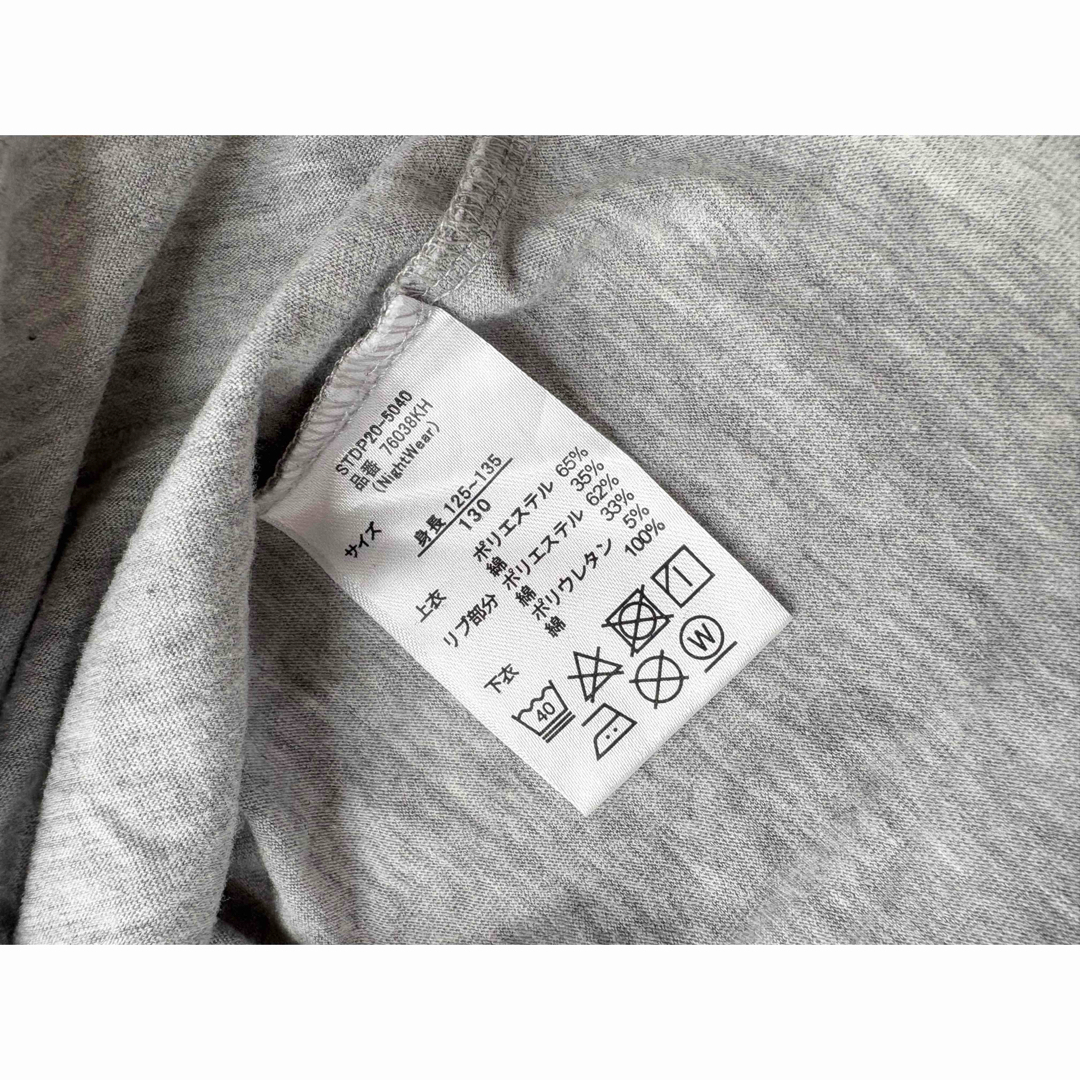 STDP20-5040
品番 76038KH
(NightWear)
サイズ
身長 125~135
130
上衣 ポリエステル 65%
綿 35%
リブ部分 ポリエステル 62%
綿 33%
ポリウレタン 5%
下衣 綿 100%
40
W